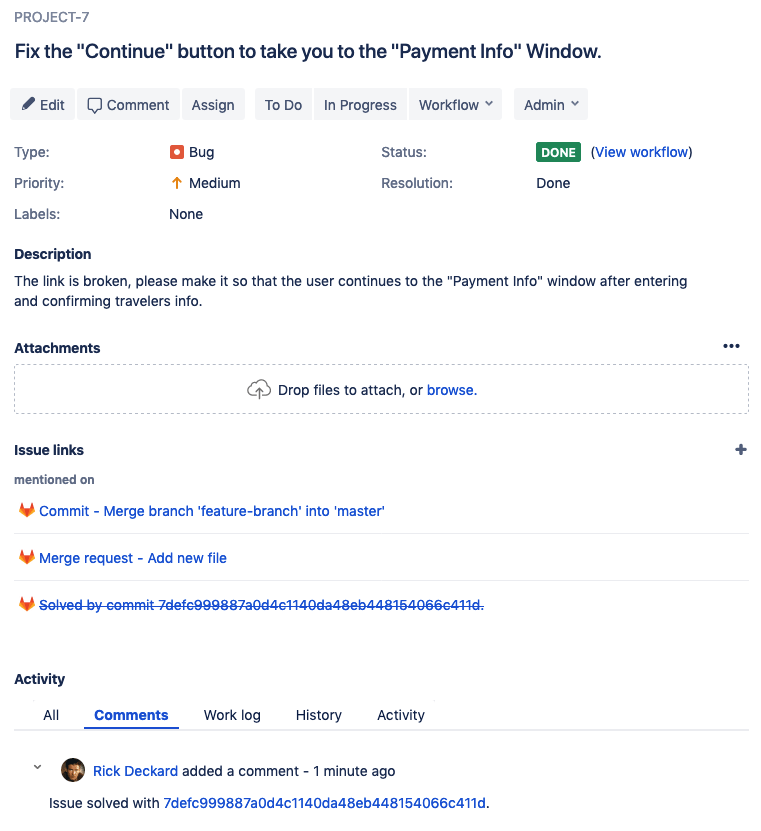 PROJECT-7
Fix the "Continue" button to take you to the "Payment Info" Window.
Edit Comment Assign To Do In Progress Workflow Admin
Type: Bug Status: DONE (View workflow)
Priority: Medium Resolution: Done
Labels: None
Description
The link is broken, please make it so that the user continues to the "Payment Info" window after entering
and confirming travelers info.
Attachments
Drop files to attach, or browse.
Issue links
mentioned on
Commit - Merge branch 'feature-branch' into 'master'
Merge request - Add new file
Solved by commit 7defc999887a0d4c1140da48eb448154066c411d.
Activity
All Comments Work log History Activity
Rick Deckard added a comment - 1 minute ago
Issue solved with 7defc999887a0d4c1140da48eb448154066c411d.